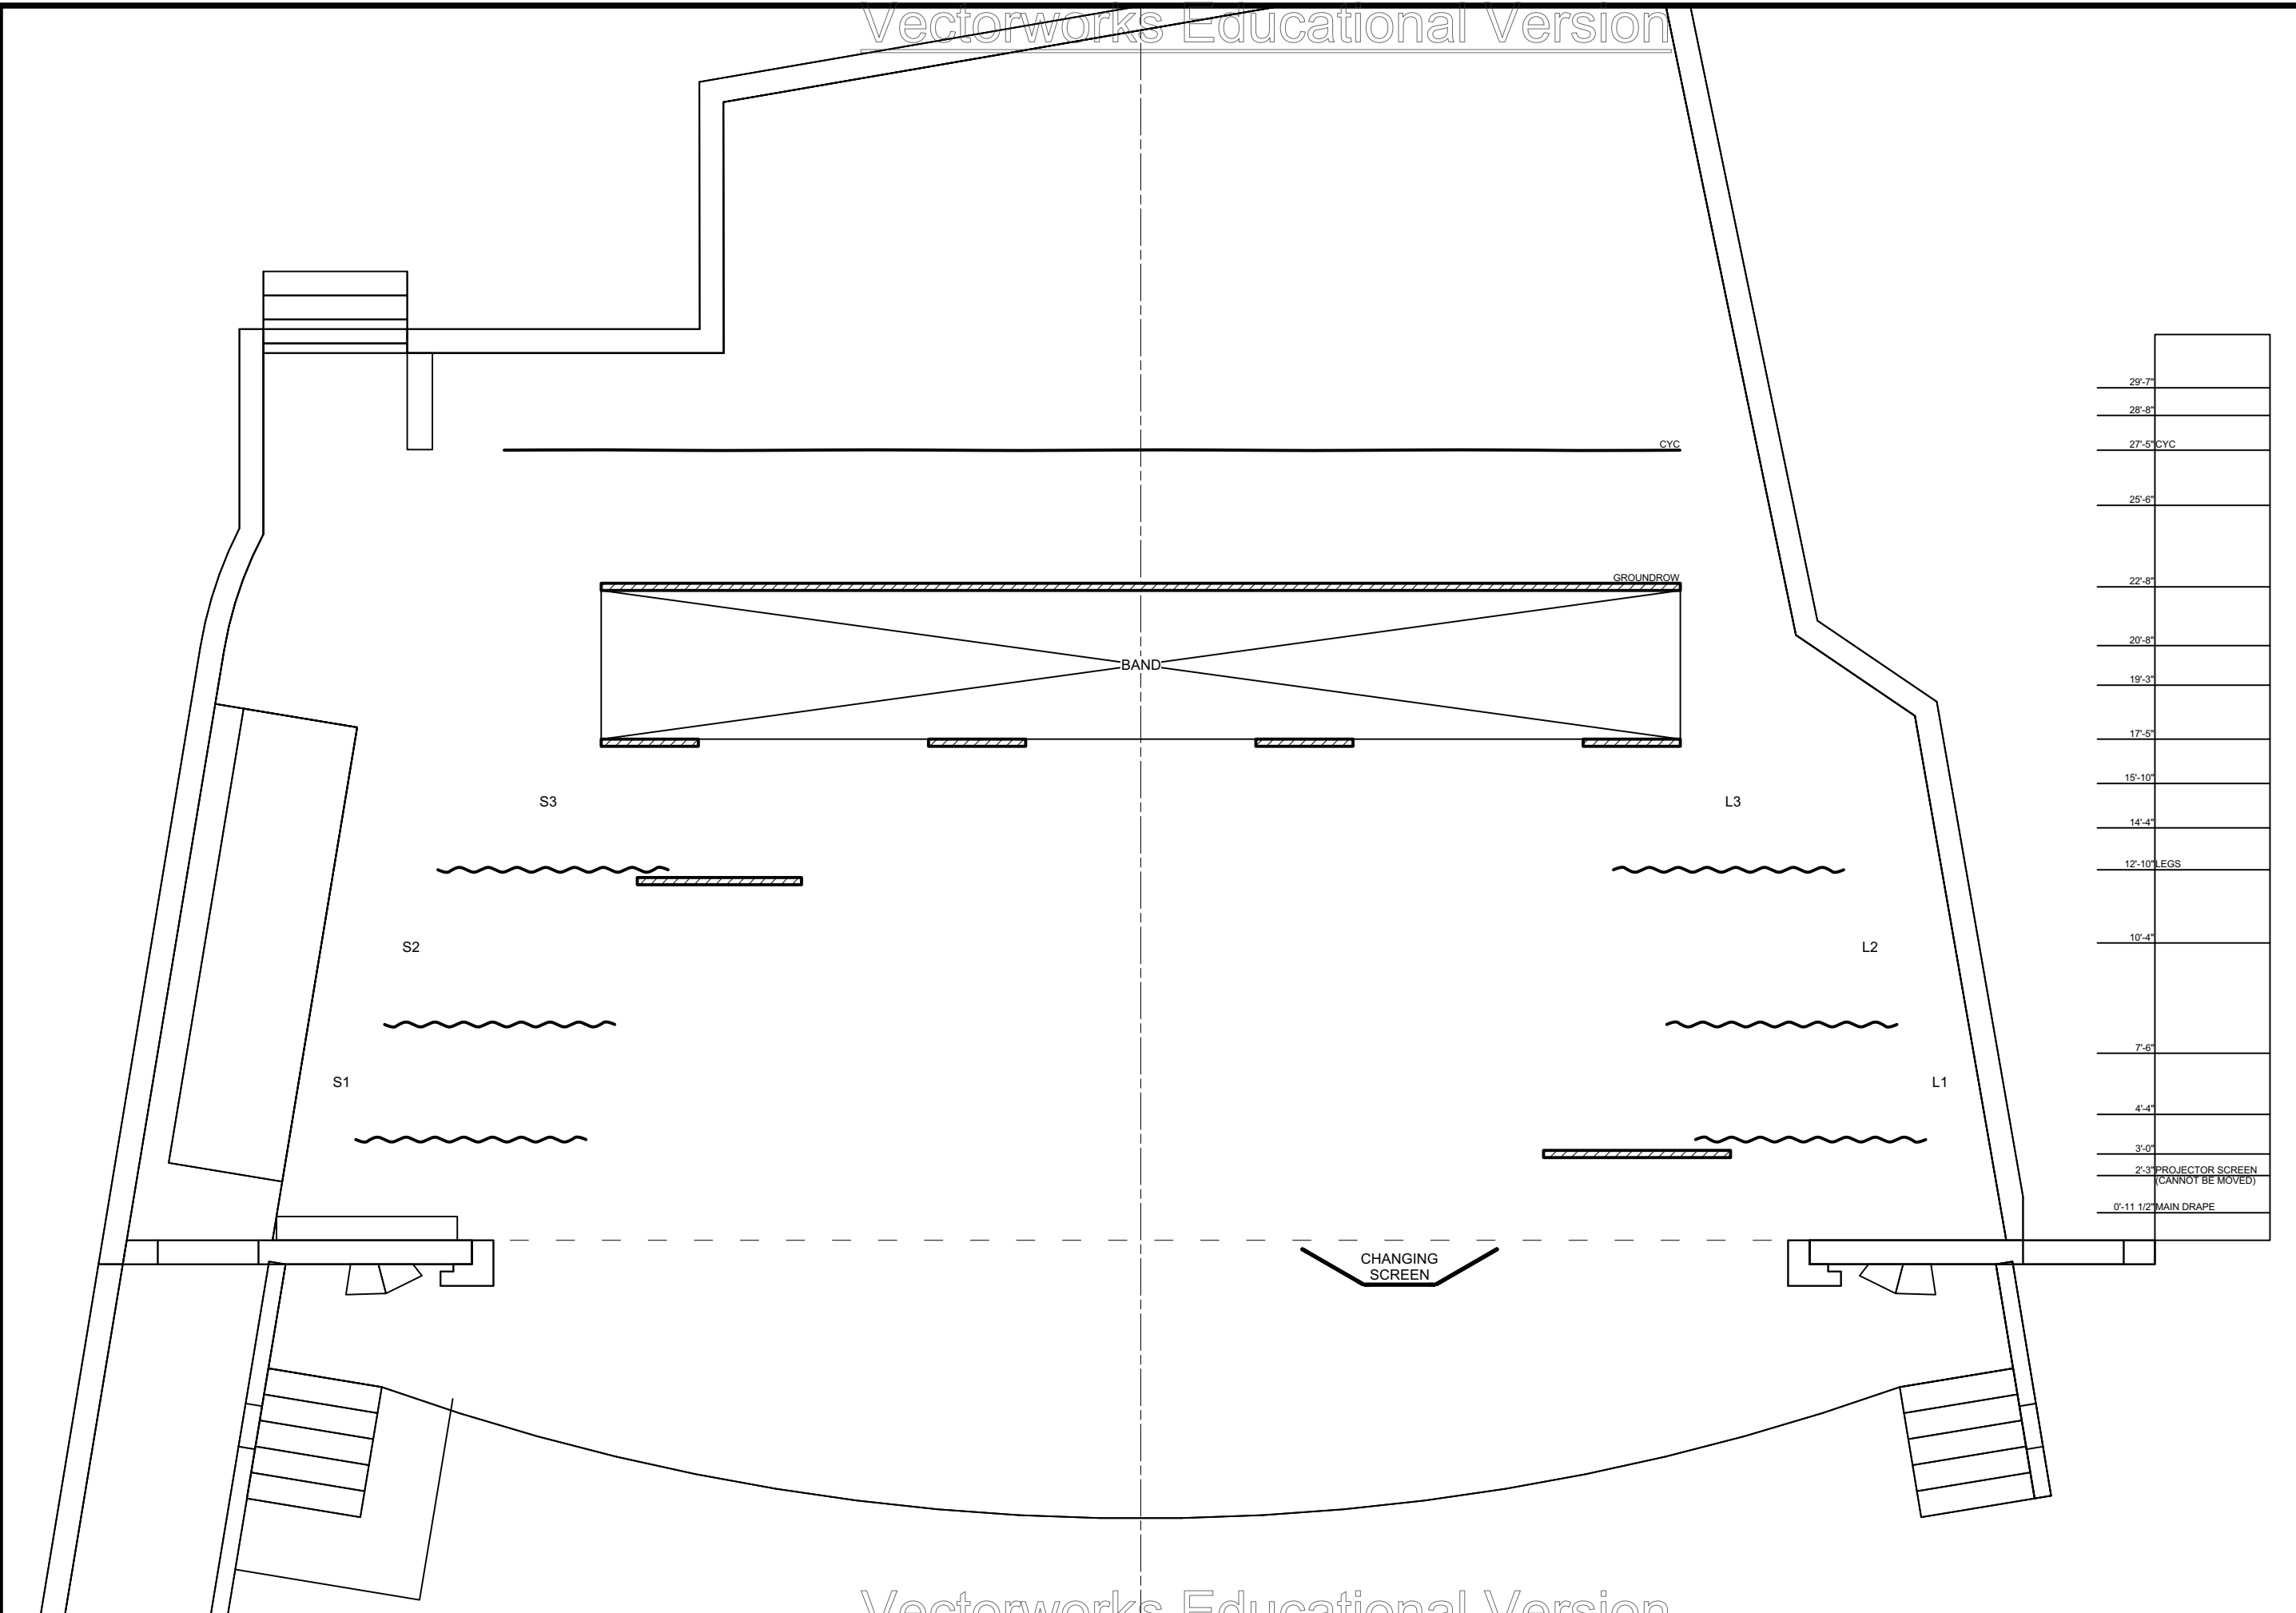 Vectorworks Educational Version
29'-7"
28'-8"
CYC
27'-5" CYC
25'-6"
GROUNDROW
22'-8"
20'-8"
BAND
19'-3"
17'-5"
15'-10"
S3
L3
14'-4"
12'-10" LEGS
10'-4"
S2
L2
7'-6"
S1
L1
4'-4"
3'-0"
2'-3" PROJECTOR SCREEN
(CANNOT BE MOVED)
0'-11 1/2" MAIN DRAPE
CHANGING
SCREEN
Vectorworks Educational Version